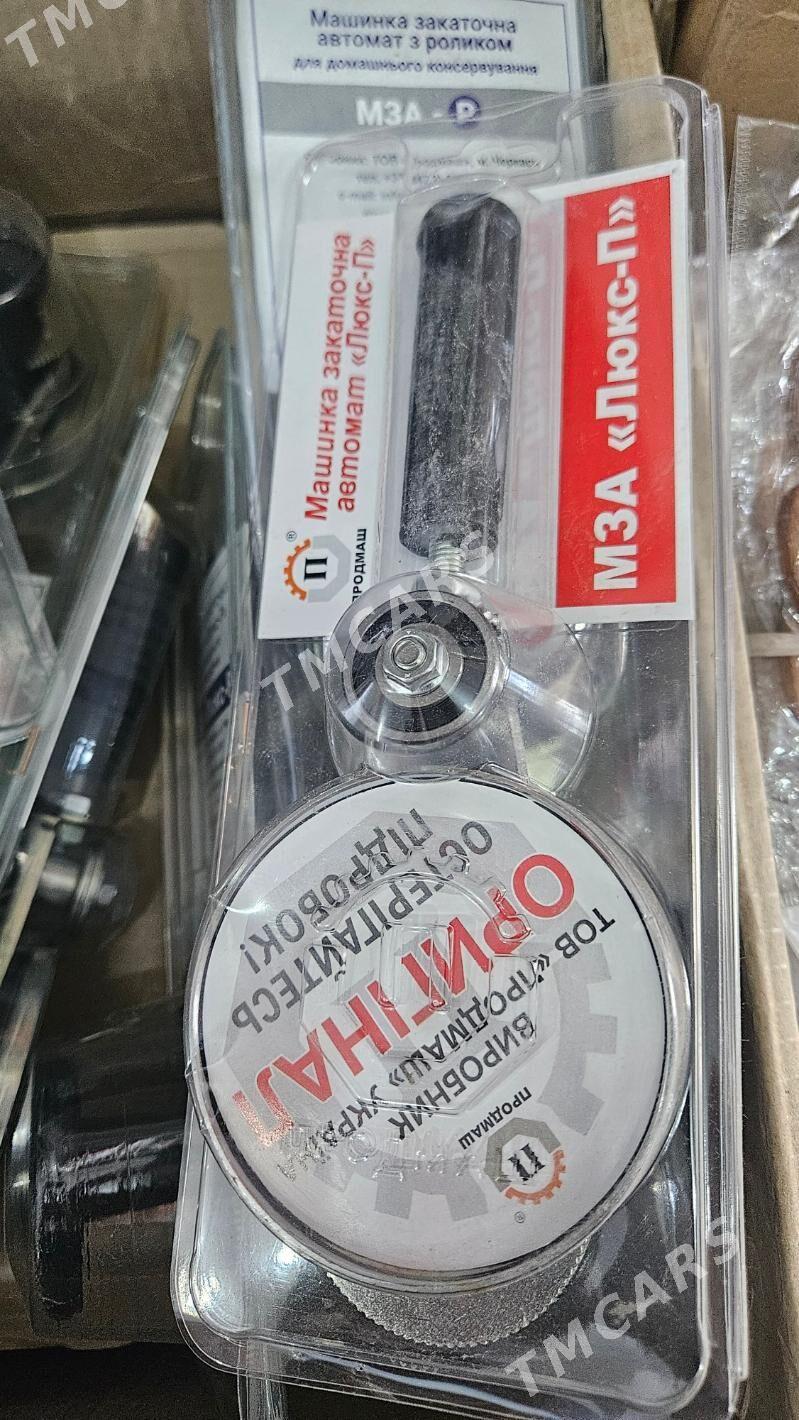 Машинка закаточна
автомат з роликом
для домашнього консервування
МЗА - Р
Машинка закаточна
автомат «Люкс-П»
П
®
ПРОДМАШ
МЗА «Люкс-П»
ОСТЕРІГАЙТЕСЬ
ПІДРОБОК!
ОРИГІНАЛ
ВИРОБНИК
ТОВ «ПРОДМАШ» УКРАЇНА
П
®
ПРОДМАШ
TMCARS
TMCARS
TMCARS
TMCARS